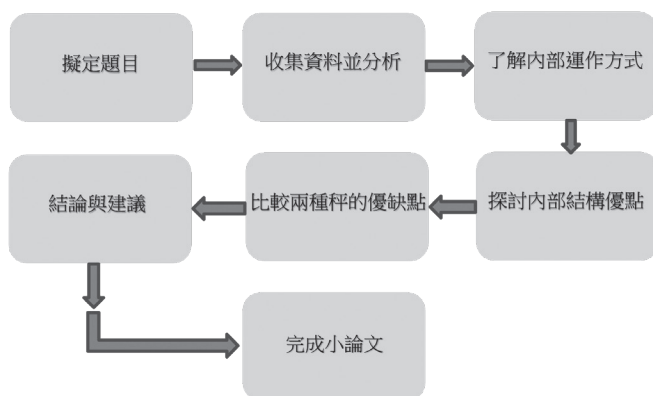 擬定題目
收集資料並分析
了解內部運作方式
探討內部結構優點
比較兩種秤的優缺點
結論與建議
完成小論文